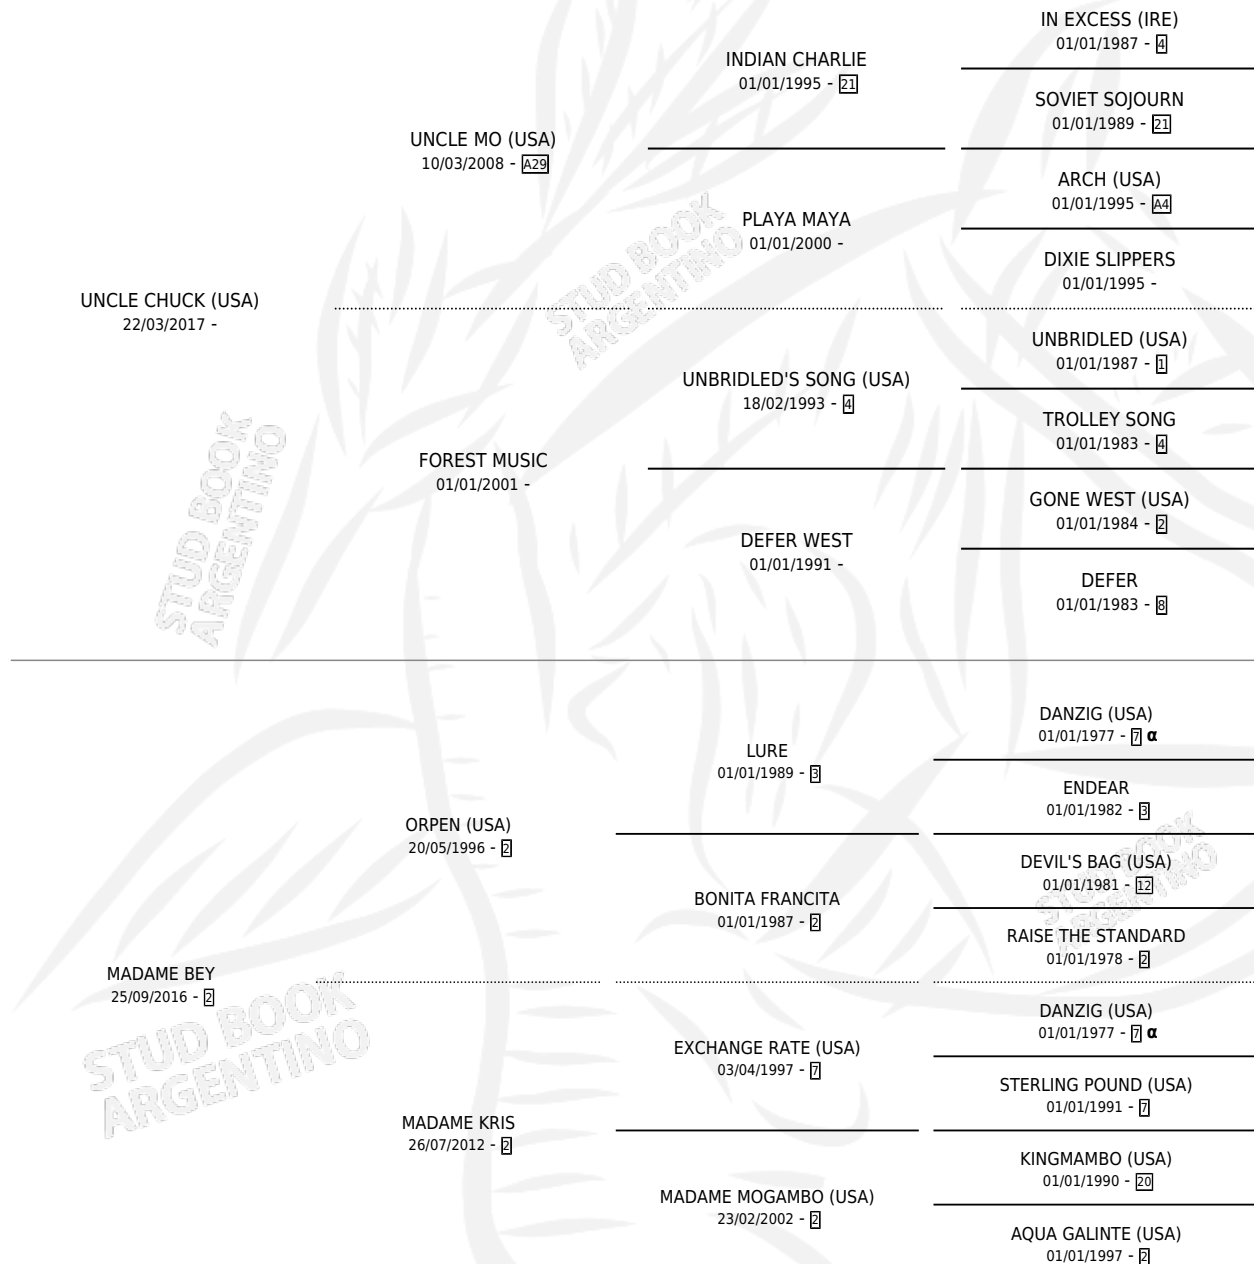 IN EXCESS (IRE)
01/01/1987 - 4
INDIAN CHARLIE
01/01/1995 - 21
SOVIET SOJOURN
01/01/1989 - 21
UNCLE MO (USA)
10/03/2008 - A29
ARCH (USA)
01/01/1995 - A4
PLAYA MAYA
01/01/2000 -
DIXIE SLIPPERS
01/01/1995 -
UNCLE CHUCK (USA)
22/03/2017 -
UNBRIDLED (USA)
01/01/1987 - 1
UNBRIDLED'S SONG (USA)
18/02/1993 - 4
TROLLEY SONG
01/01/1983 - 4
FOREST MUSIC
01/01/2001 -
GONE WEST (USA)
01/01/1984 - 2
DEFER WEST
01/01/1991 -
DEFER
01/01/1983 - 8
DANZIG (USA)
01/01/1977 - 7 α
LURE
01/01/1989 - 3
ENDEAR
01/01/1982 - 3
ORPEN (USA)
20/05/1996 - 2
DEVIL'S BAG (USA)
01/01/1981 - 12
BONITA FRANCITA
01/01/1987 - 2
RAISE THE STANDARD
01/01/1978 - 2
MADAME BEY
25/09/2016 - 2
DANZIG (USA)
01/01/1977 - 7 α
EXCHANGE RATE (USA)
03/04/1997 - 7
STERLING POUND (USA)
01/01/1991 - 7
MADAME KRIS
26/07/2012 - 2
KINGMAMBO (USA)
01/01/1990 - 20
MADAME MOGAMBO (USA)
23/02/2002 - 2
AQUA GALINTE (USA)
01/01/1997 - 2
STUD BOOK
ARGENTINO
STUD BOOK
ARGENTINO
STUD BOOK
ARGENTINO
STUD BOOK
ARGENTINO